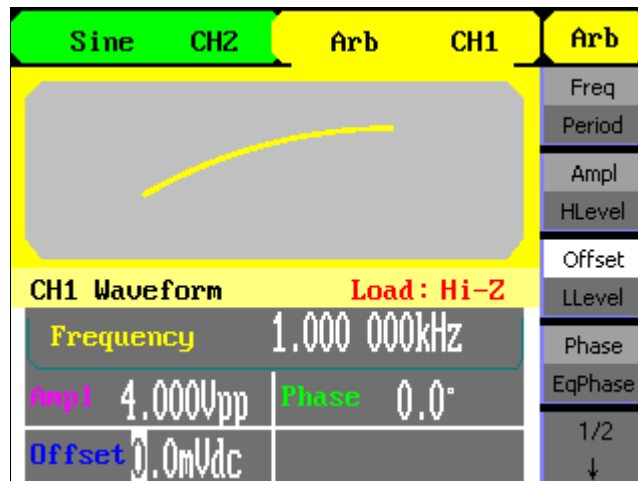 Sine CH2 Arb CH1 Arb
Freq
Period
Ampl
HLevel
Offset
LLevel
Phase
EqPhase
1/2
↓
CH1 Waveform Load: Hi-Z
Frequency 1.000 000kHz
Ampl 4.000Vpp Phase 0.0°
Offset 0.0mVdc